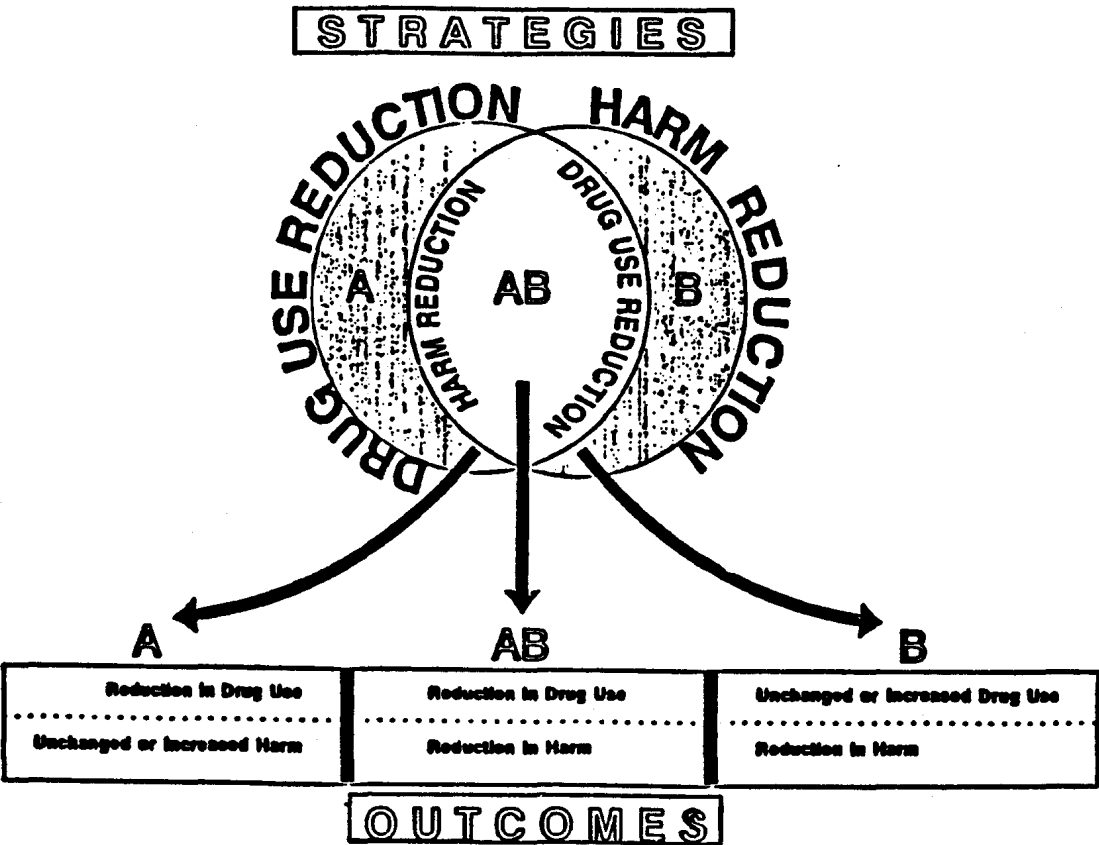 STRATEGIES
DRUG USE REDUCTION
HARM REDUCTION
HARM REDUCTION
DRUG USE REDUCTION
A
AB
B
A
AB
B
Reduction in Drug Use
Reduction in Drug Use
Unchanged or Increased Drug Use
Unchanged or Increased Harm
Reduction in Harm
Reduction in Harm
OUTCOMES